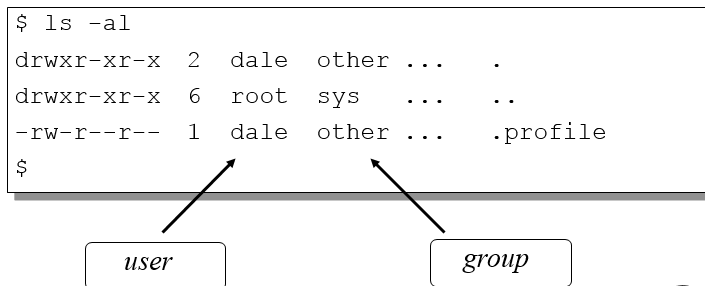 $ ls -al
drwxr-xr-x 2 dale other ... .
drwxr-xr-x 6 root sys ... ..
-rw-r--r-- 1 dale other ... .profile
$
user group